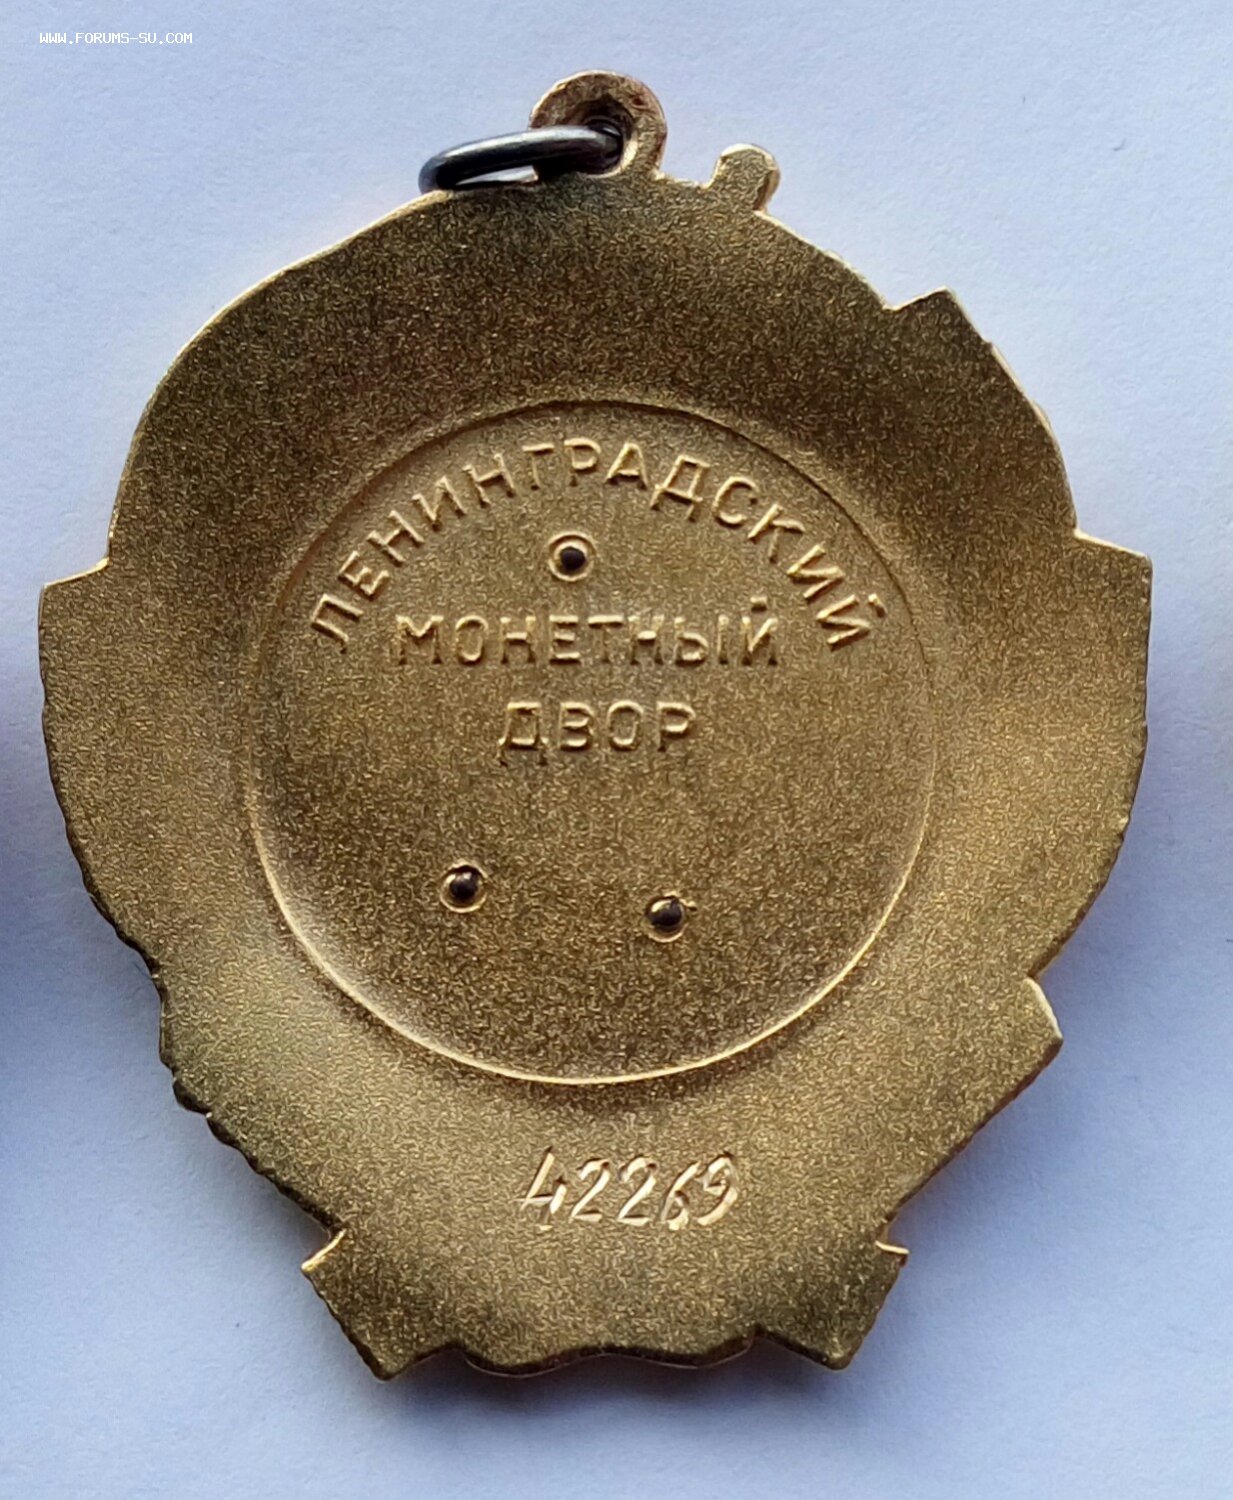 WWW.FORUMS-SU.COM
ЛЕНИНГРАДСКИЙ
МОНЕТНЫЙ
ДВОР
42269